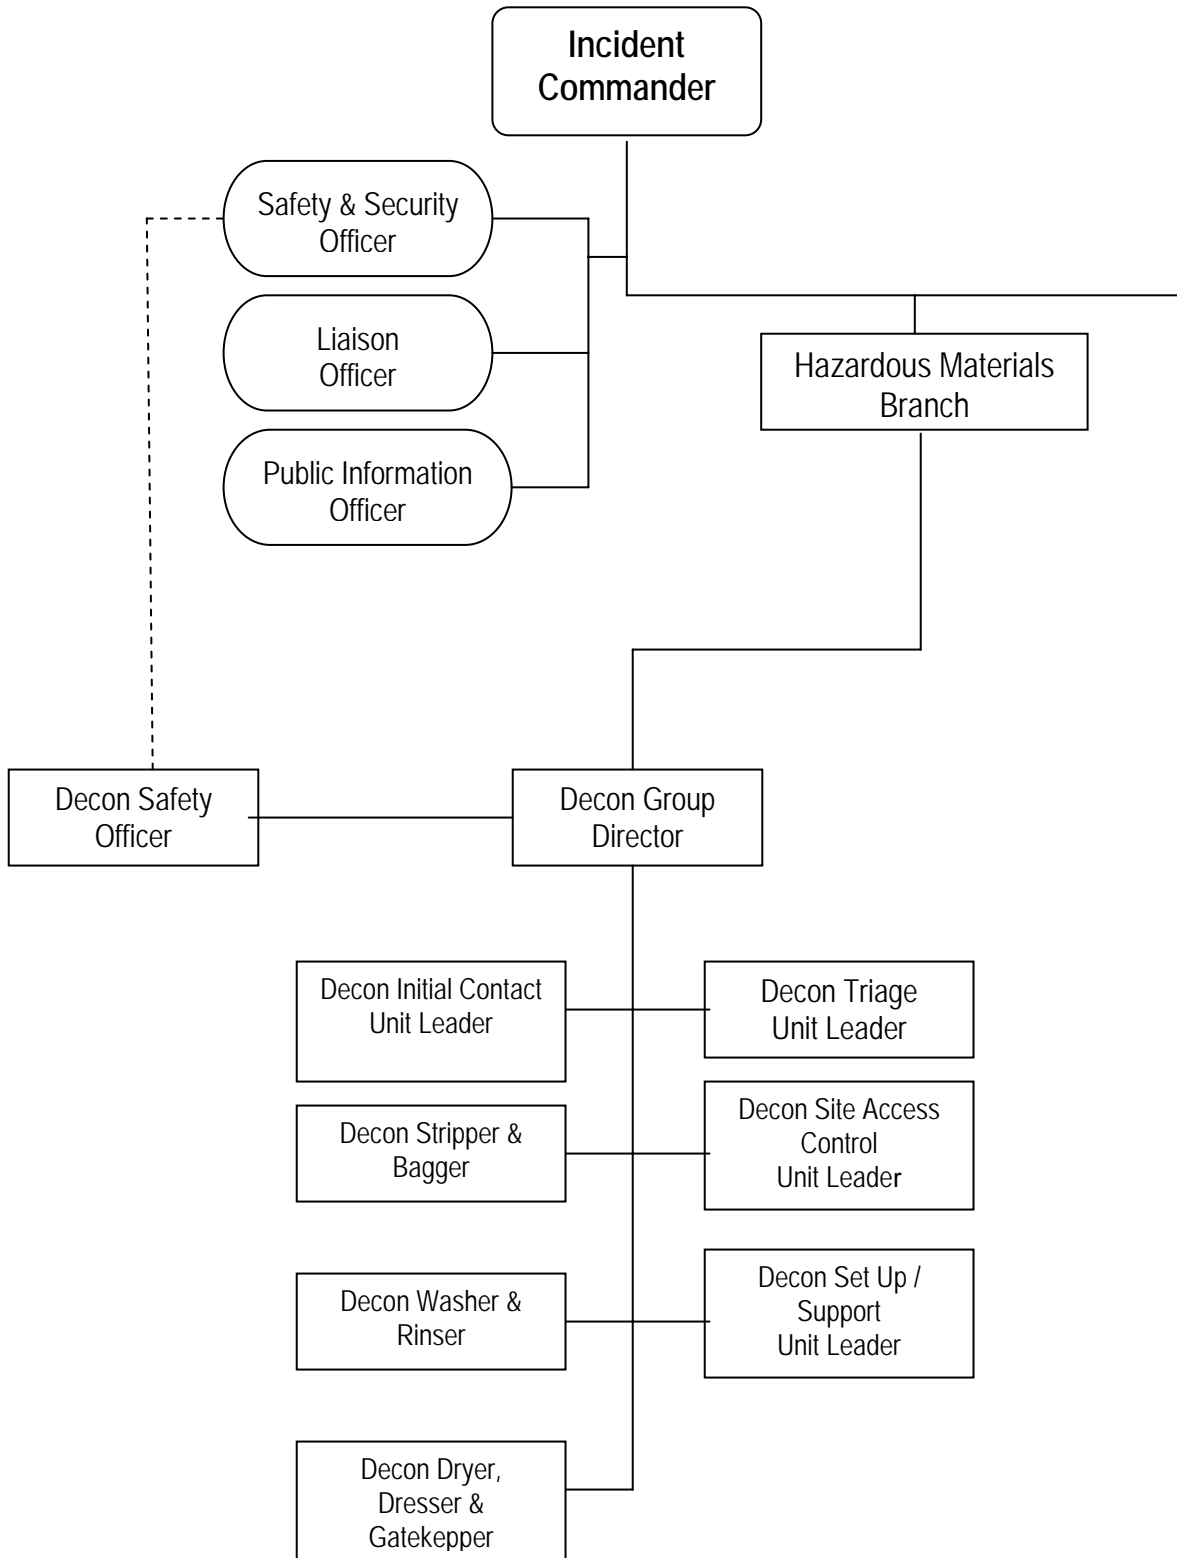 Incident
Commander
Safety & Security
Officer
Liaison
Officer
Public Information
Officer
Hazardous Materials
Branch
Decon Safety
Officer
Decon Group
Director
Decon Initial Contact
Unit Leader
Decon Triage
Unit Leader
Decon Stripper &
Bagger
Decon Site Access
Control
Unit Leader
Decon Washer &
Rinser
Decon Set Up /
Support
Unit Leader
Decon Dryer,
Dresser &
Gatekepper